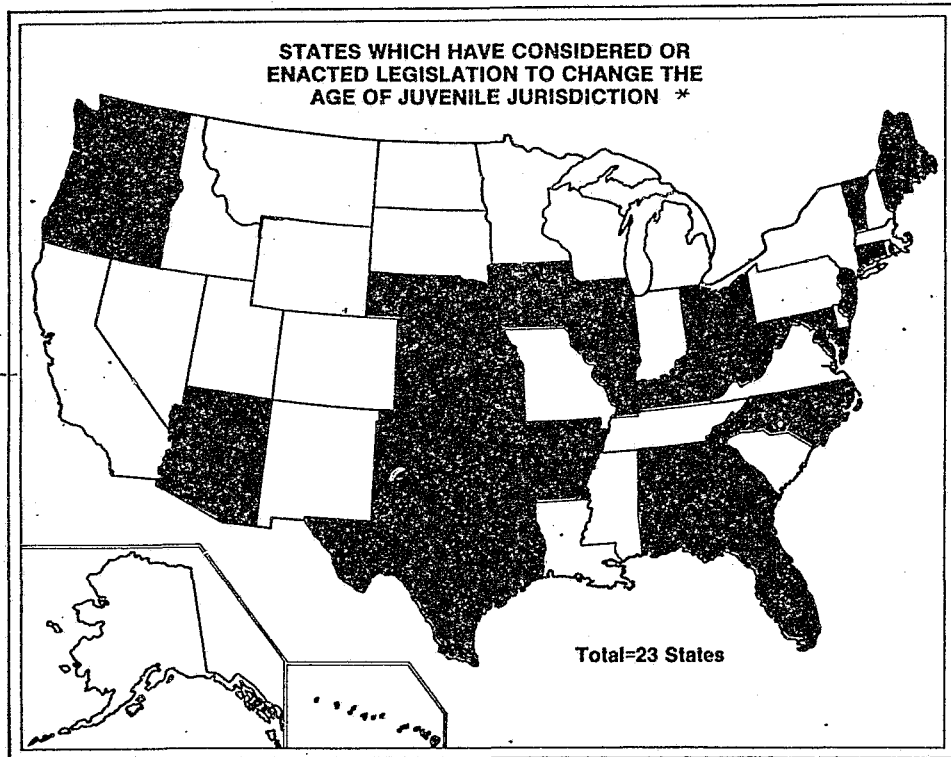 STATES WHICH HAVE CONSIDERED OR
ENACTED LEGISLATION TO CHANGE THE
AGE OF JUVENILE JURISDICTION *
Total=23 States